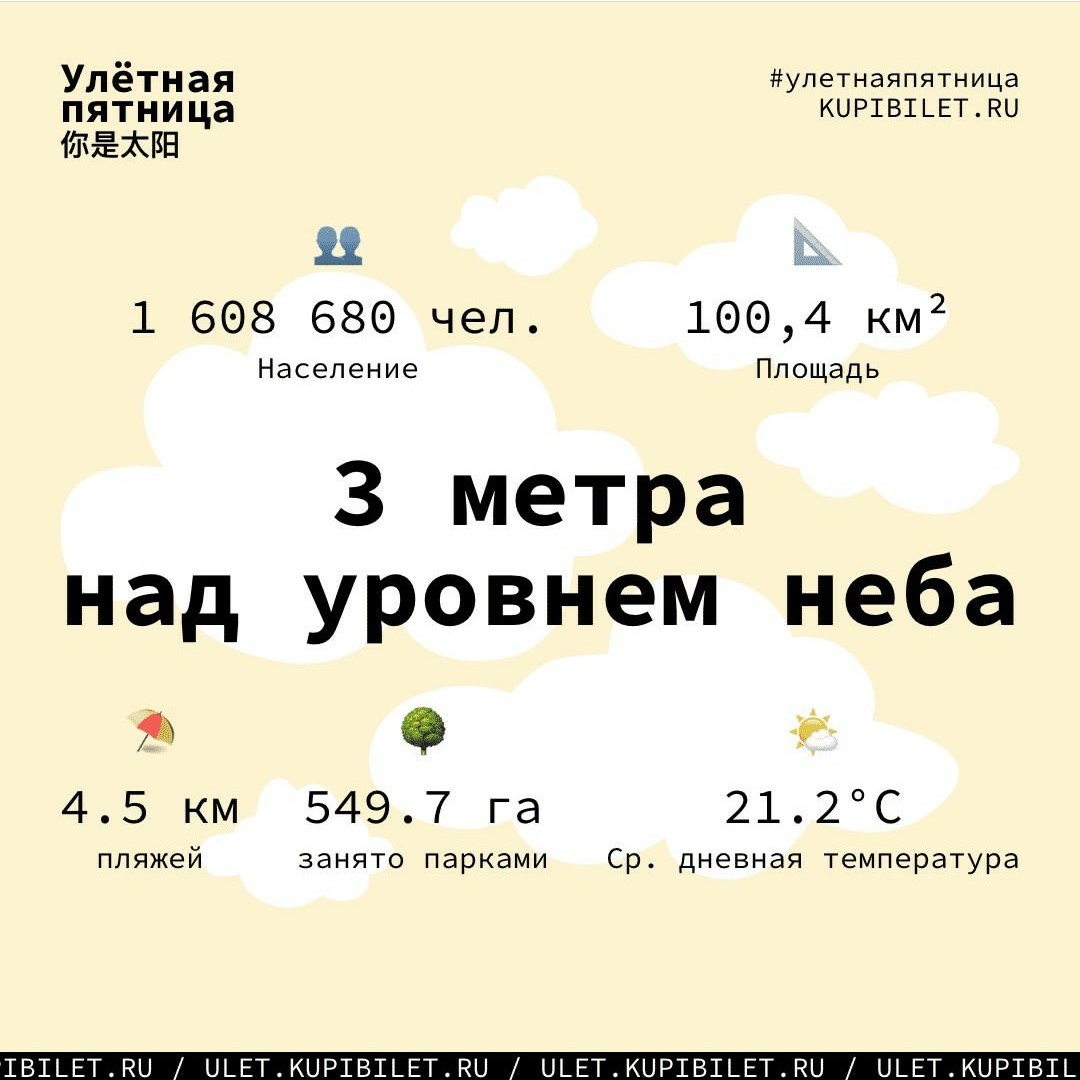 Улётная
пятница
你是太阳
#улетнаяпятница
KUPIBILET.RU
1 608 680 чел.
Население
100,4 км²
Площадь
3 метра
над уровнем неба
4.5 км
пляжей
549.7 га
занято парками
21.2°C
Ср. дневная температура
PIBILET.RU / ULET.KUPIBILET.RU / ULET.KUPIBILET.RU / ULET.KUPIBIL